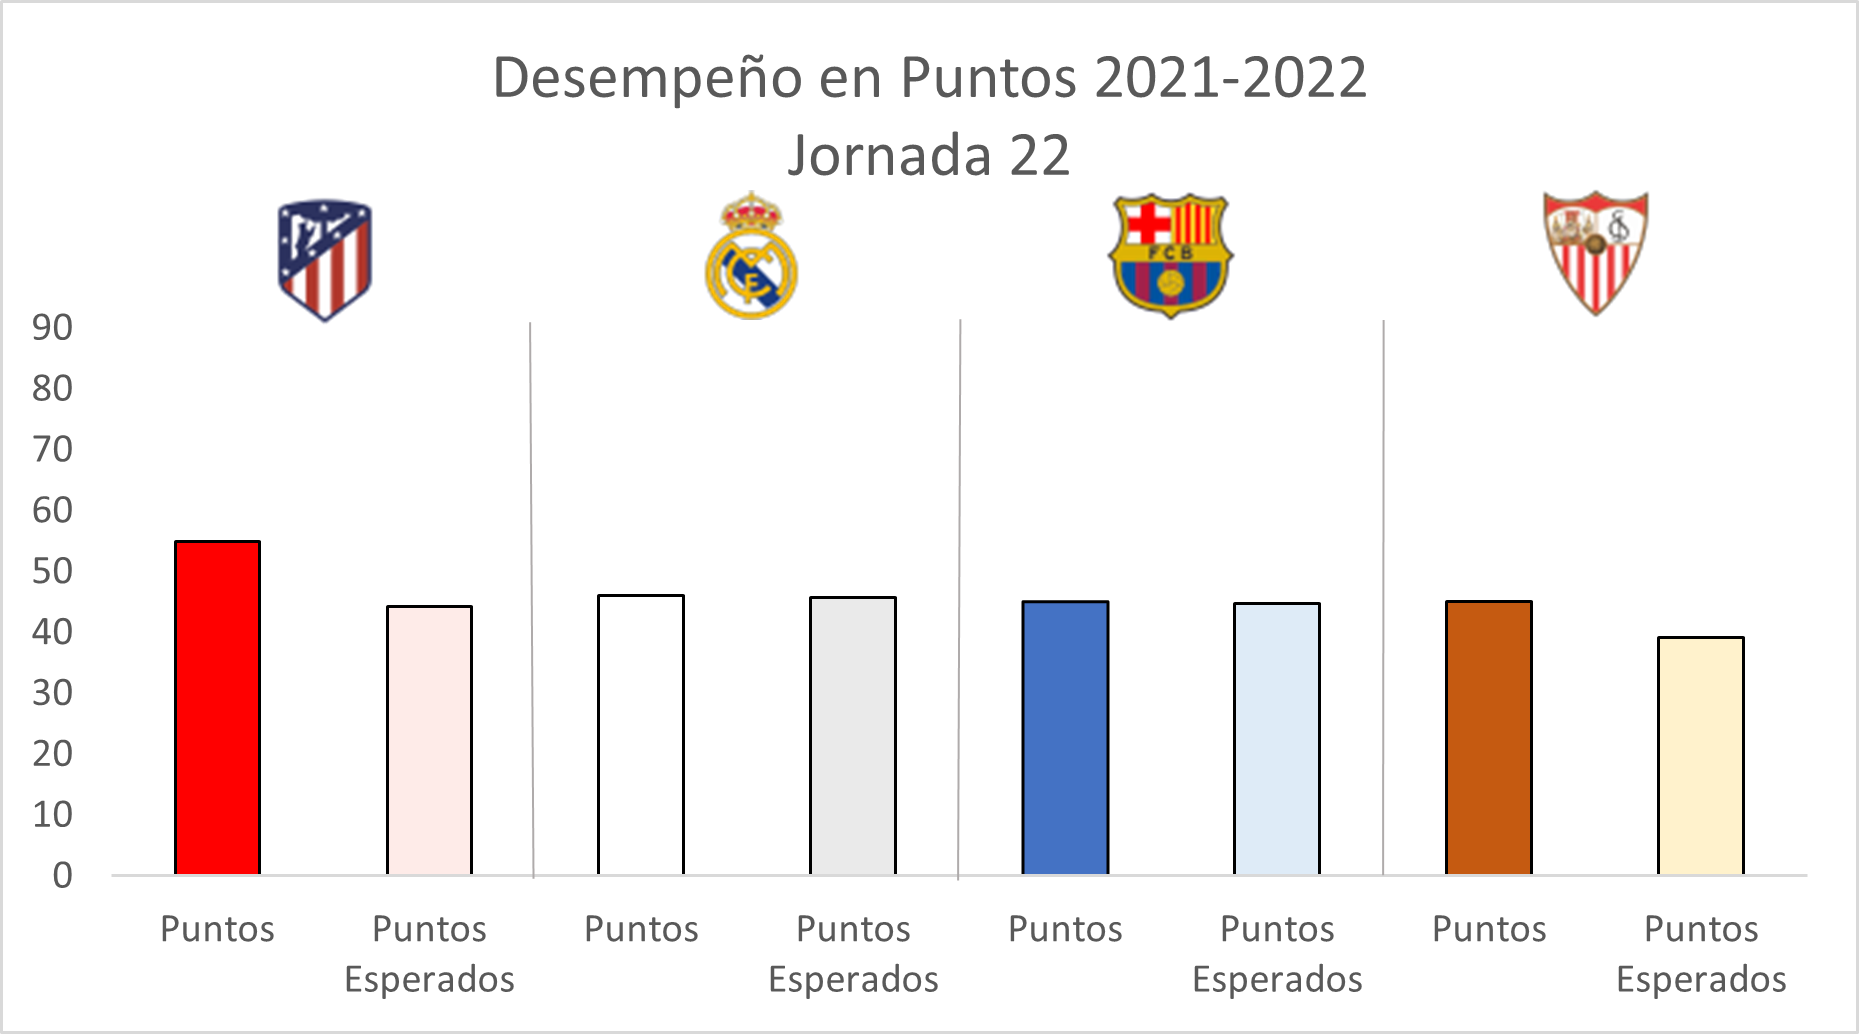 Desempeño en Puntos 2021-2022
Jornada 22
FCB
90
80
70
60
50
40
30
20
10
0
Puntos
Puntos
Esperados
Puntos
Puntos
Esperados
Puntos
Puntos
Esperados
Puntos
Puntos
Esperados